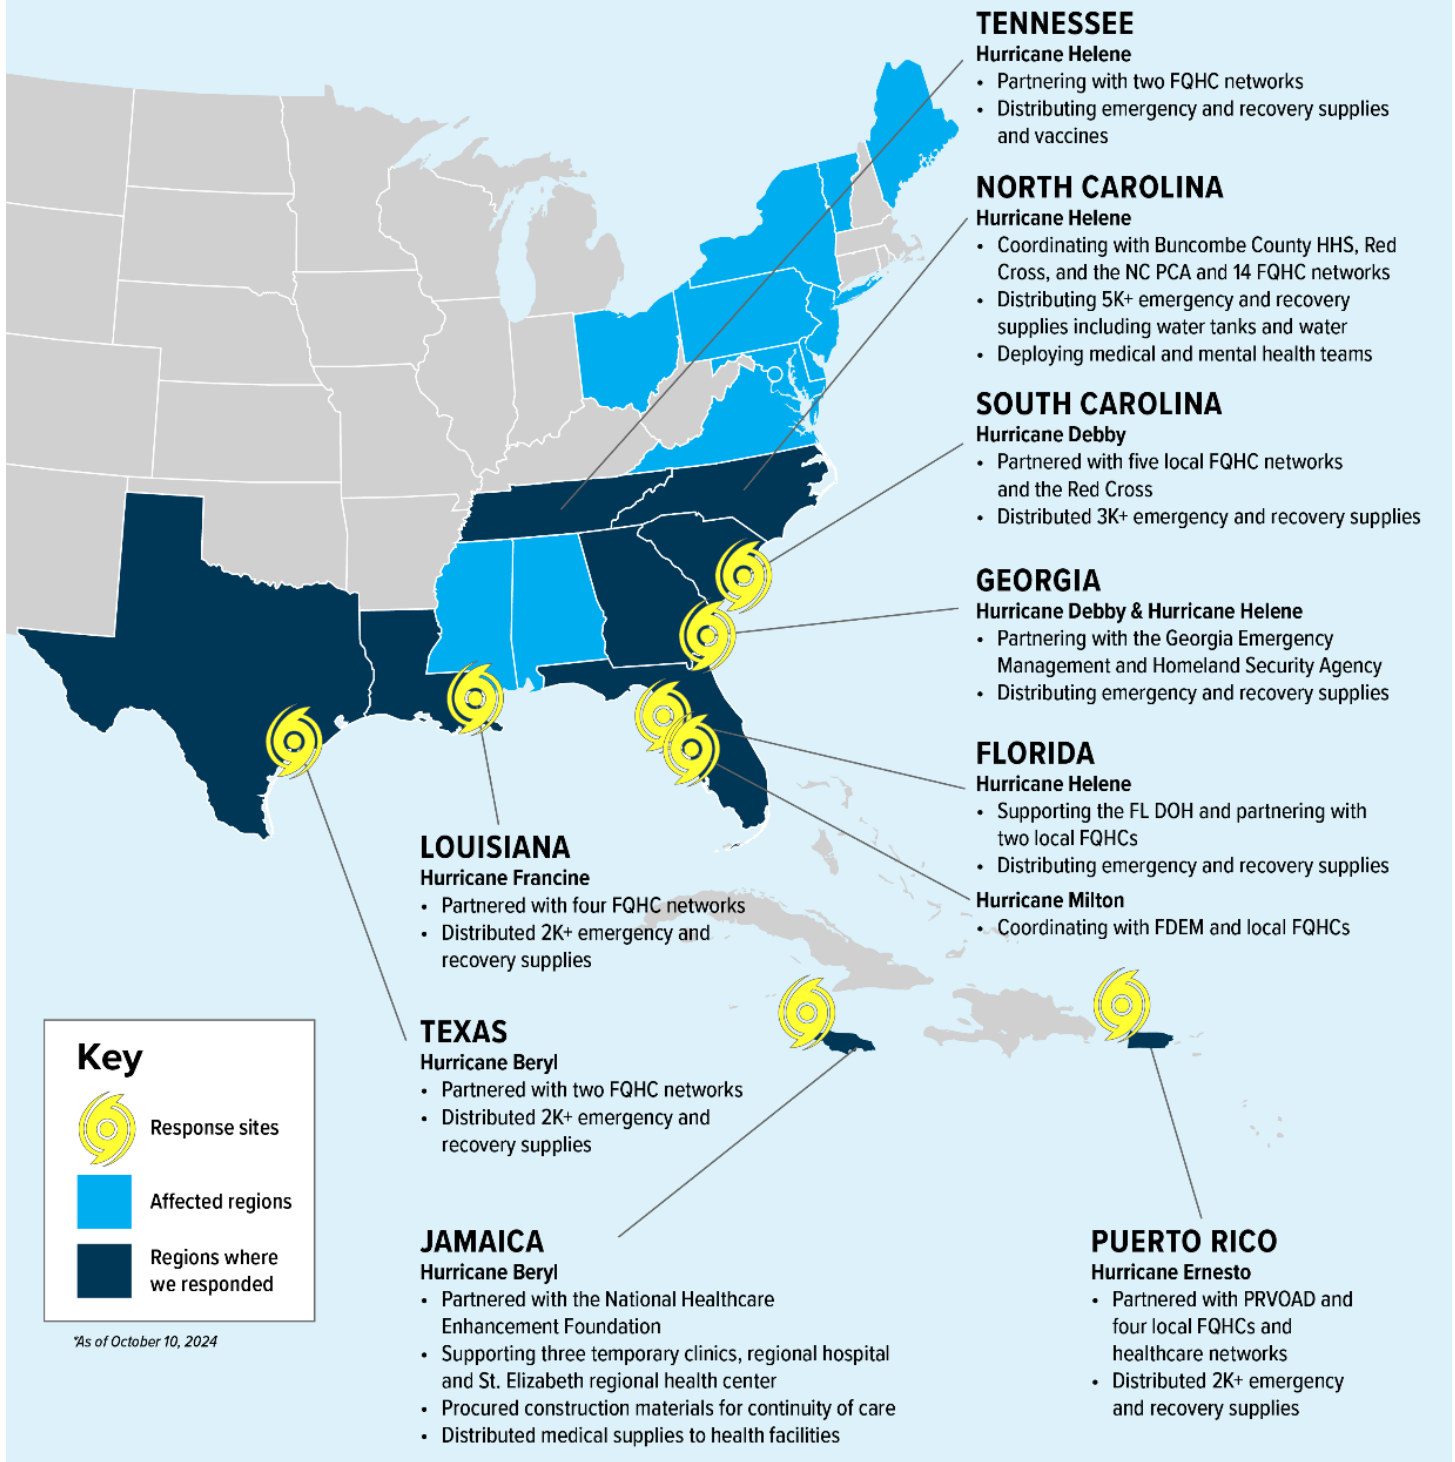 TENNESSEE
Hurricane Helene
• Partnering with two FQHC networks
• Distributing emergency and recovery supplies
and vaccines
NORTH CAROLINA
Hurricane Helene
• Coordinating with Buncombe County HHS, Red
Cross, and the NC PCA and 14 FQHC networks
• Distributing 5K+ emergency and recovery
supplies including water tanks and water
• Deploying medical and mental health teams
SOUTH CAROLINA
Hurricane Debby
• Partnered with five local FQHC networks
and the Red Cross
• Distributed 3K+ emergency and recovery supplies
GEORGIA
Hurricane Debby & Hurricane Helene
• Partnering with the Georgia Emergency
Management and Homeland Security Agency
• Distributing emergency and recovery supplies
FLORIDA
Hurricane Helene
• Supporting the FL DOH and partnering with
two local FQHCs
• Distributing emergency and recovery supplies
Hurricane Milton
• Coordinating with FDEM and local FQHCs
LOUISIANA
Hurricane Francine
• Partnered with four FQHC networks
• Distributed 2K+ emergency and
recovery supplies
TEXAS
Hurricane Beryl
• Partnered with two FQHC networks
• Distributed 2K+ emergency and
recovery supplies
Key
Response sites
Affected regions
Regions where
we responded
*As of October 10, 2024
JAMAICA
Hurricane Beryl
• Partnered with the National Healthcare
Enhancement Foundation
• Supporting three temporary clinics, regional hospital
and St. Elizabeth regional health center
• Procured construction materials for continuity of care
• Distributed medical supplies to health facilities
PUERTO RICO
Hurricane Ernesto
• Partnered with PRVOAD and
four local FQHCs and
healthcare networks
• Distributed 2K+ emergency
and recovery supplies